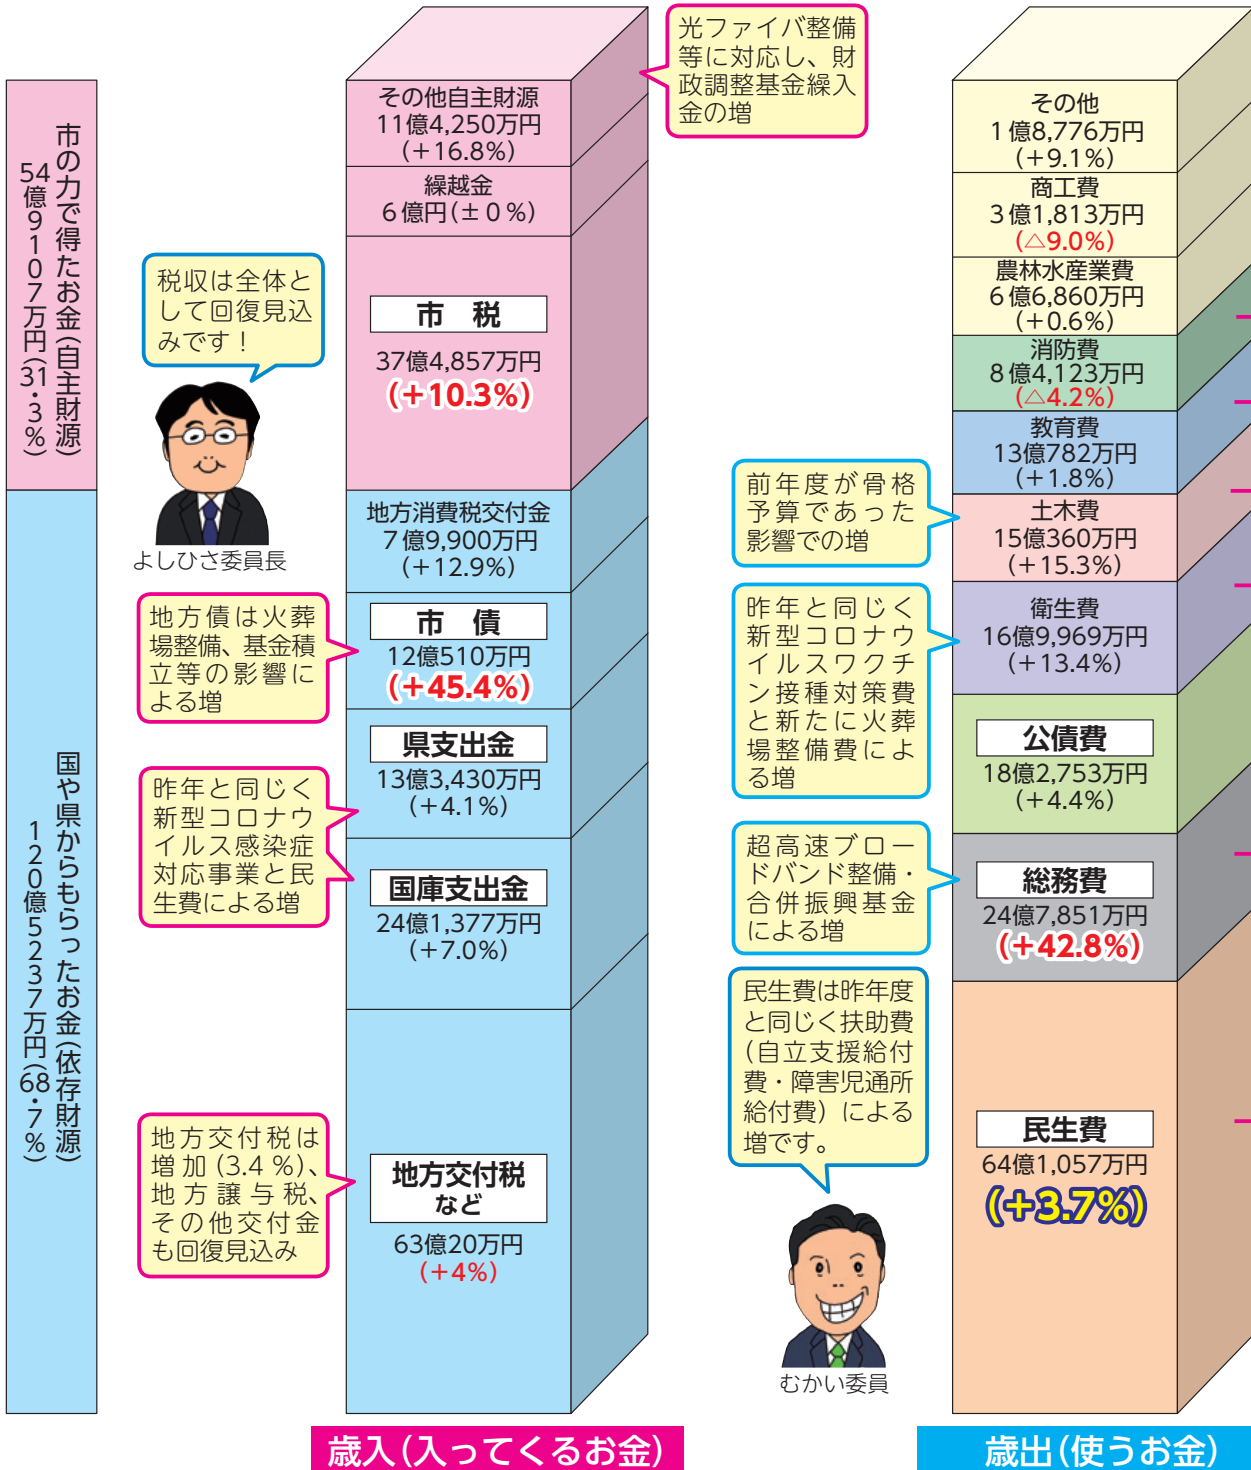 市の力で得たお金(自主財源)
54億9107万円(31・3%)
国や県からもらったお金(依存財源)
120億5237万円(68・7%)
その他自主財源
11億4,250万円
(+16.8%)
繰越金
6億円(±0%)
市 税
37億4,857万円
(+10.3%)
地方消費税交付金
7億9,900万円
(+12.9%)
市 債
12億510万円
(+45.4%)
県支出金
13億3,430万円
(+4.1%)
国庫支出金
24億1,377万円
(+7.0%)
地方交付税
など
63億20万円
(+4%)
歳入(入ってくるお金)
光ファイバ整備
等に対応し、財
政調整基金繰入
金の増
税収は全体と
して回復見込
みです!
よしひさ委員長
地方債は火葬
場整備、基金積
立等の影響によ
る増
昨年と同じく
新型コロナウ
イルス感染症
対応事業と民
生費による増
地方交付税は
増加(3.4%)、
地方譲与税、
その他交付金
も回復見込み
その他
1億8,776万円
(+9.1%)
商工費
3億1,813万円
(△9.0%)
農林水産業費
6億6,860万円
(+0.6%)
消防費
8億4,123万円
(△4.2%)
教育費
13億782万円
(+1.8%)
土木費
15億360万円
(+15.3%)
衛生費
16億9,969万円
(+13.4%)
公債費
18億2,753万円
(+4.4%)
総務費
24億7,851万円
(+42.8%)
民生費
64億1,057万円
(+3.7%)
歳出(使うお金)
前年度が骨格
予算であった
影響での増
昨年と同じく
新型コロナウ
イルスワクチ
ン接種対策費
と新たに火葬
場整備費によ
る増
超高速ブロー
ドバンド整備・
合併振興基金
による増
民生費は昨年度
と同じく扶助費
(自立支援給付
費・障害児通所
給付費)による
増です。
むかい委員